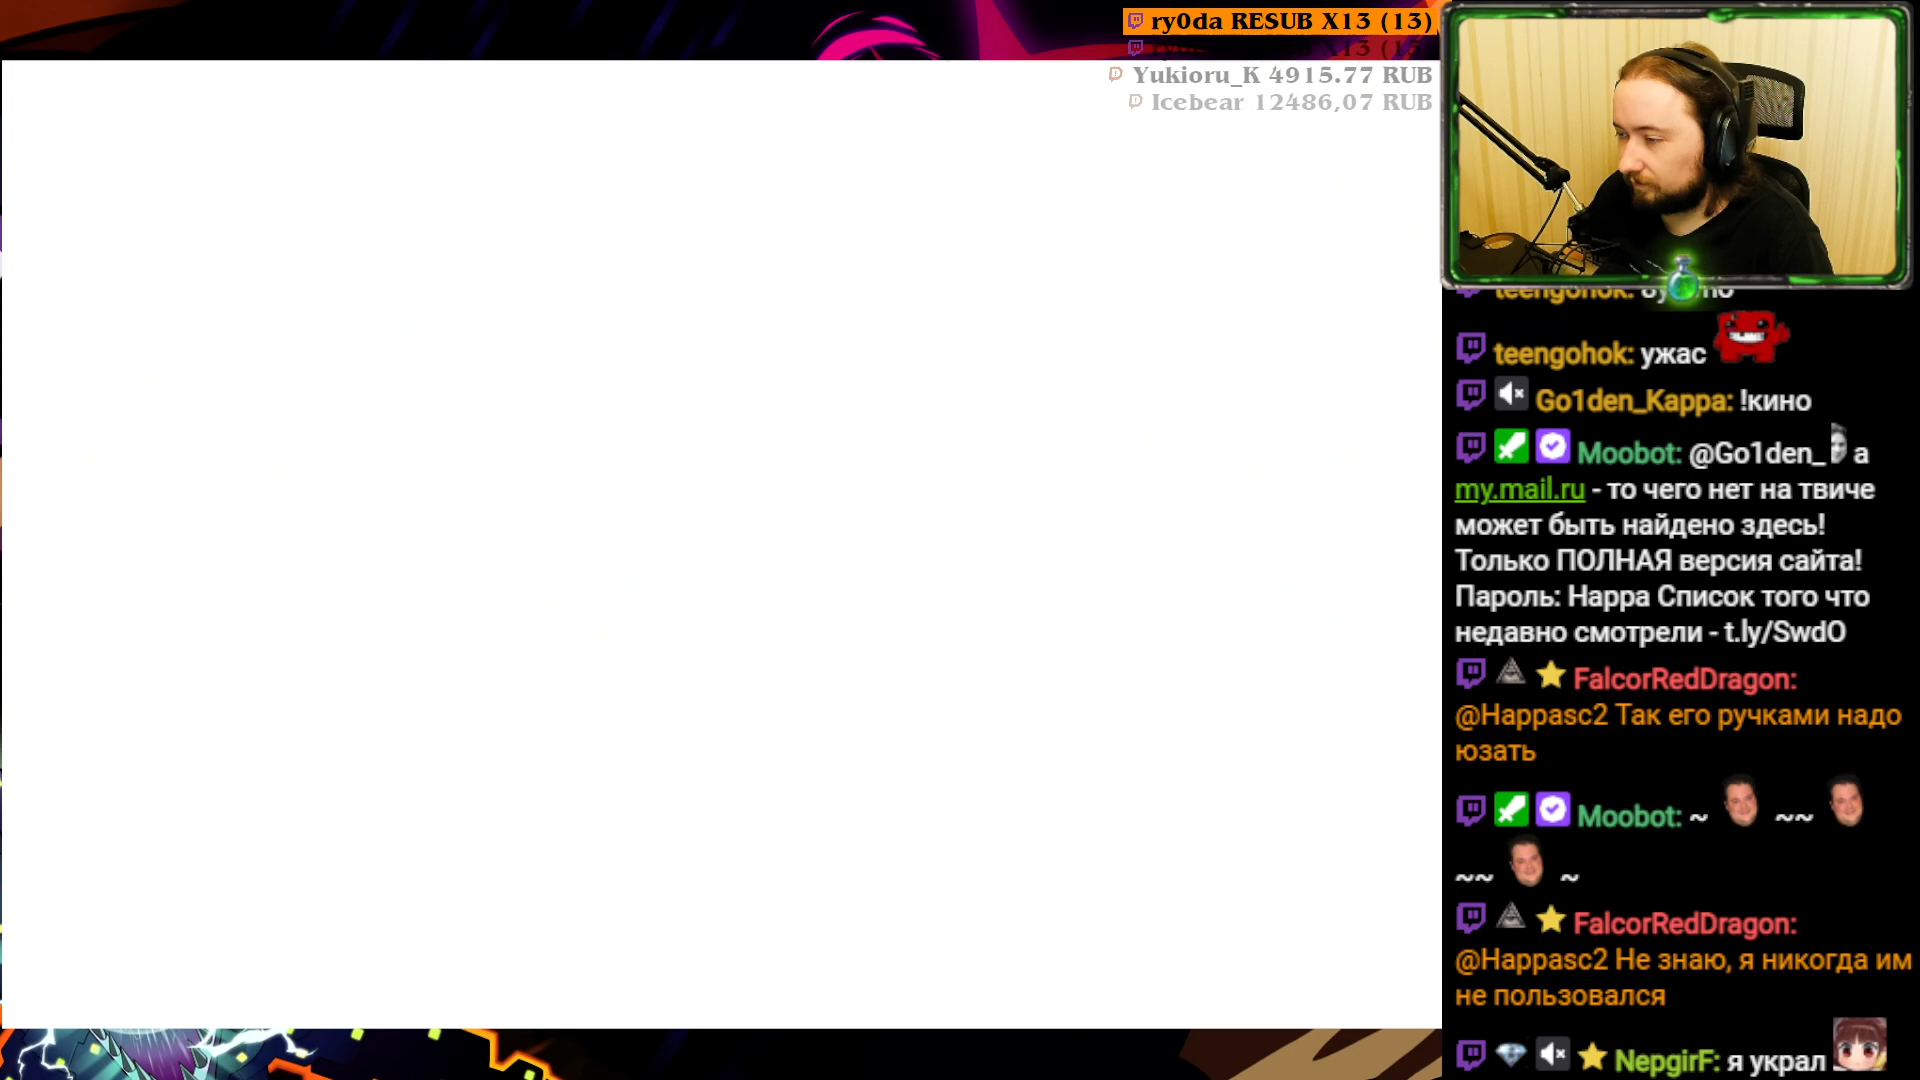 ry0da RESUB X13 (13)
Yukioru_K 4915.77 RUB
Icebear 12486,07 RUB
teengohok:
teengohok: ужас
Go1den_Kappa: !кино
Moobot: @Go1den_ а
my.mail.ru - то чего нет на твиче
может быть найдено здесь!
Только ПОЛНАЯ версия сайта!
Пароль: Happa Список того что
недавно смотрели - t.ly/SwdO
FalcorRedDragon:
@Happasc2 Так его ручками надо
юзать
Moobot: ~ ~~
~~ ~
FalcorRedDragon:
@Happasc2 Не знаю, я никогда им
не пользовался
NepgirF: я украл